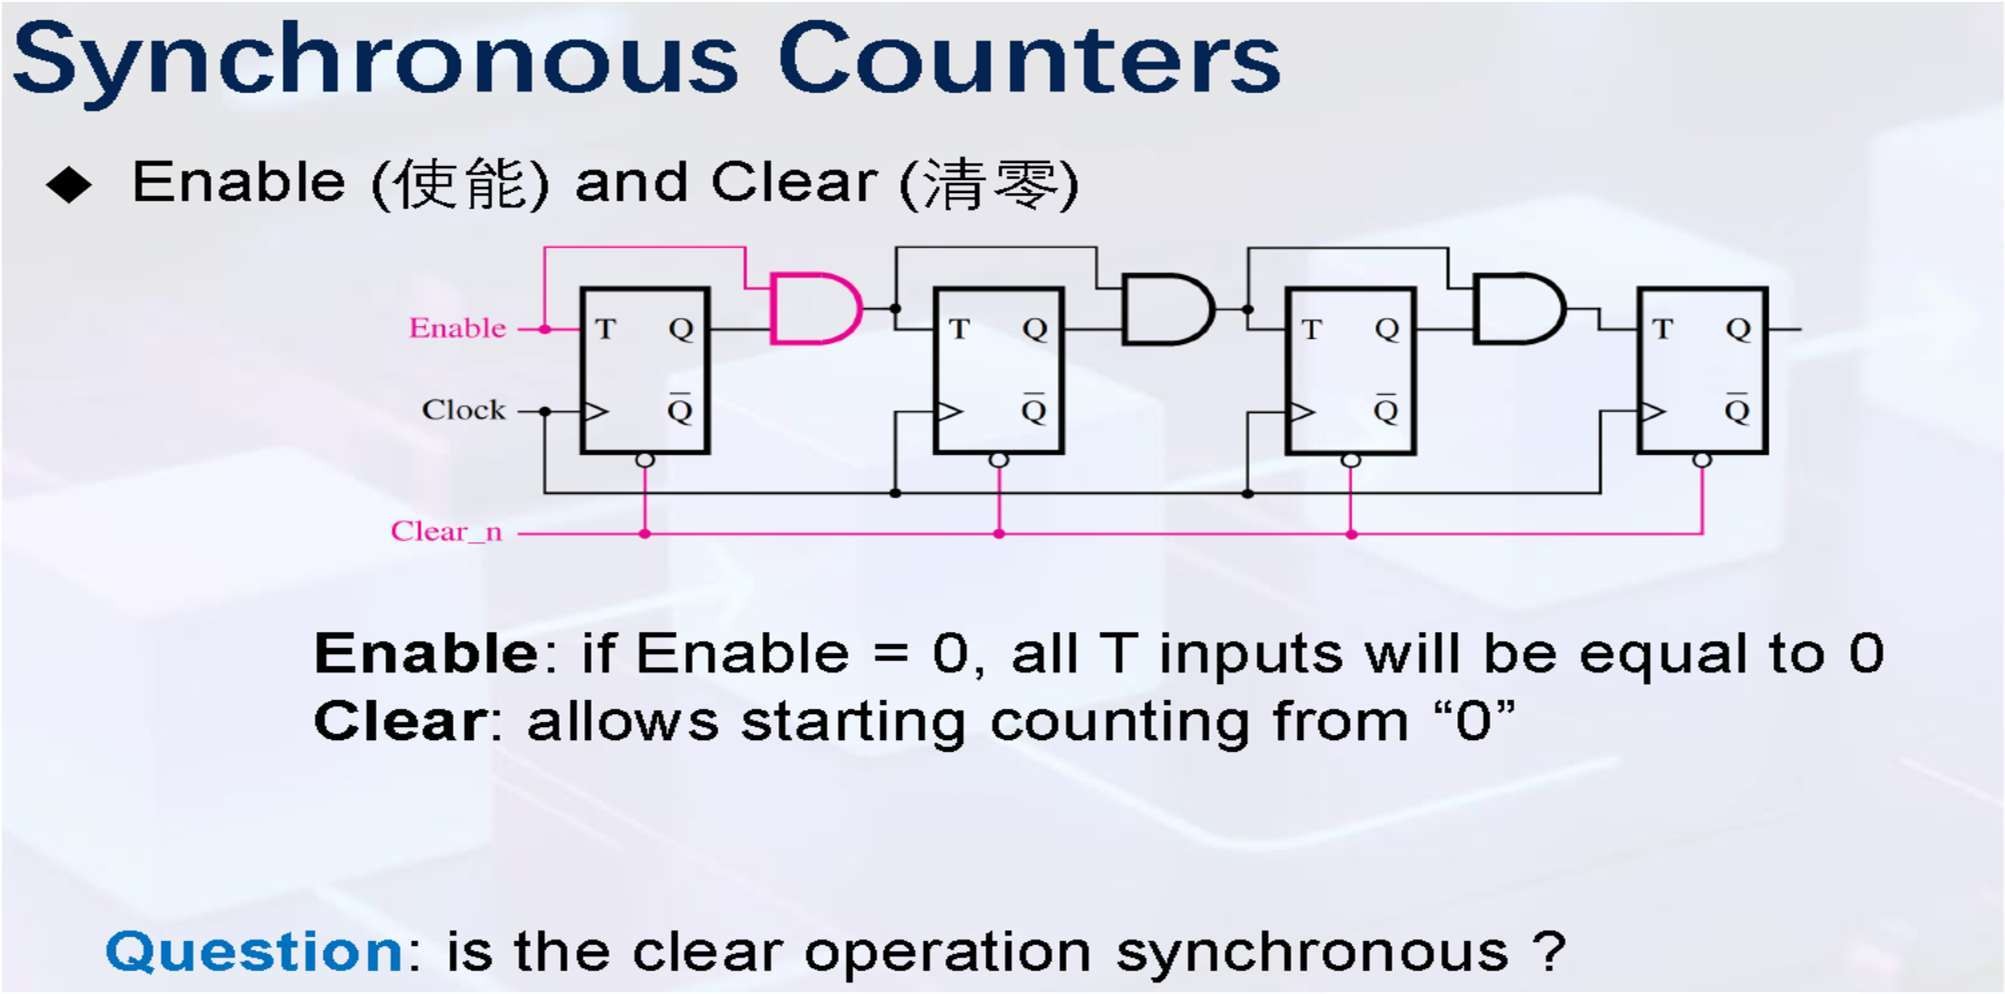 Synchronous Counters
◆ Enable (使能) and Clear (清零)
Enable T Q T Q T Q T Q
Clock Q̅ Q̅ Q̅ Q̅
Clear_n
Enable: if Enable = 0, all T inputs will be equal to 0
Clear: allows starting counting from “0”
Question: is the clear operation synchronous ?